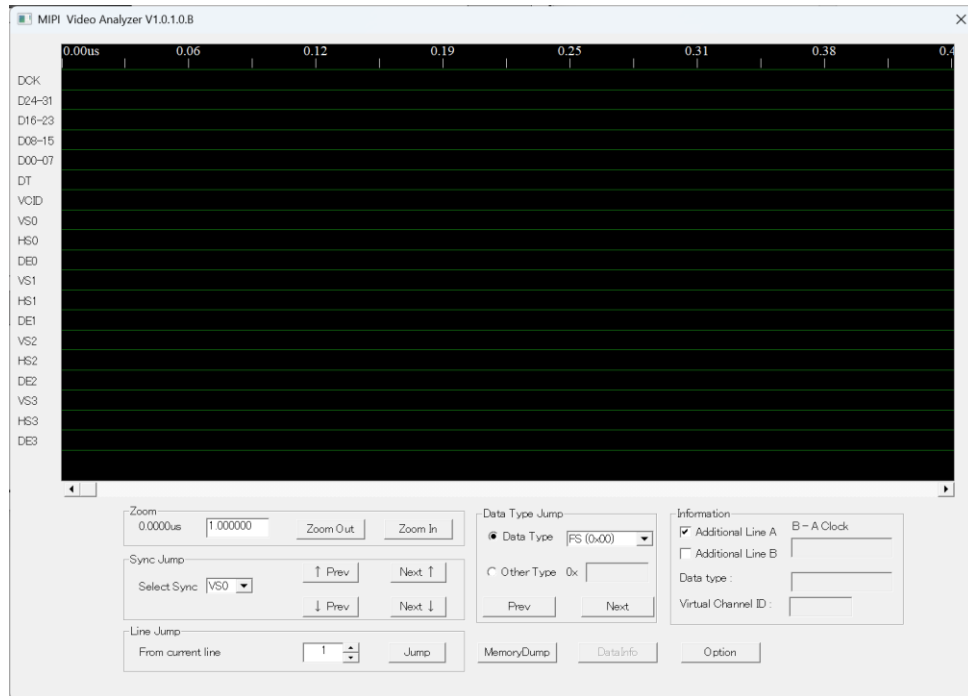 MIPI Video Analyzer V1.0.1.0.B
0.00us 0.06 0.12 0.19 0.25 0.31 0.38 0.4
DCK
D24-31
D16-23
D08-15
D00-07
DT
VCID
VS0
HS0
DE0
VS1
HS1
DE1
VS2
HS2
DE2
VS3
HS3
DE3
Zoom
0.0000us 1.000000 Zoom Out Zoom In
Sync Jump
Select Sync VS0 ↑ Prev Next ↑
↓ Prev Next ↓
Line Jump
From current line 1 Jump
Data Type Jump
Data Type FS (0x00)
Other Type 0x
Prev Next
Information
Additional Line A B - A Clock
Additional Line B
Data type :
Virtual Channel ID :
MemoryDump DataInfo Option